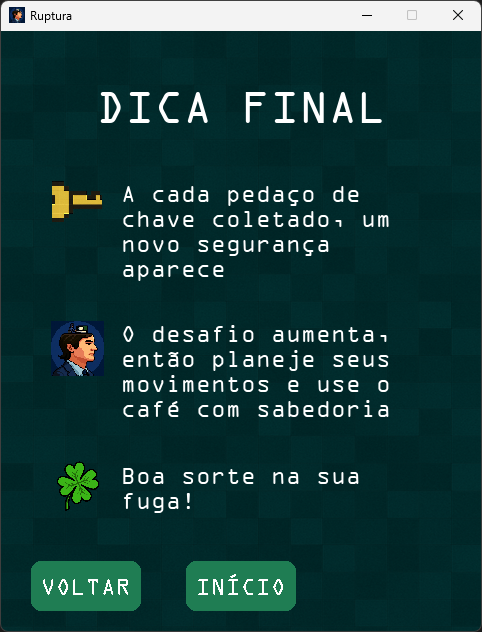 Ruptura
DICA FINAL
A cada pedaço de
chave coletado, um
novo segurança
aparece
O desafio aumenta,
então planeje seus
movimentos e use o
café com sabedoria
Boa sorte na sua
fuga!
VOLTAR
INÍCIO